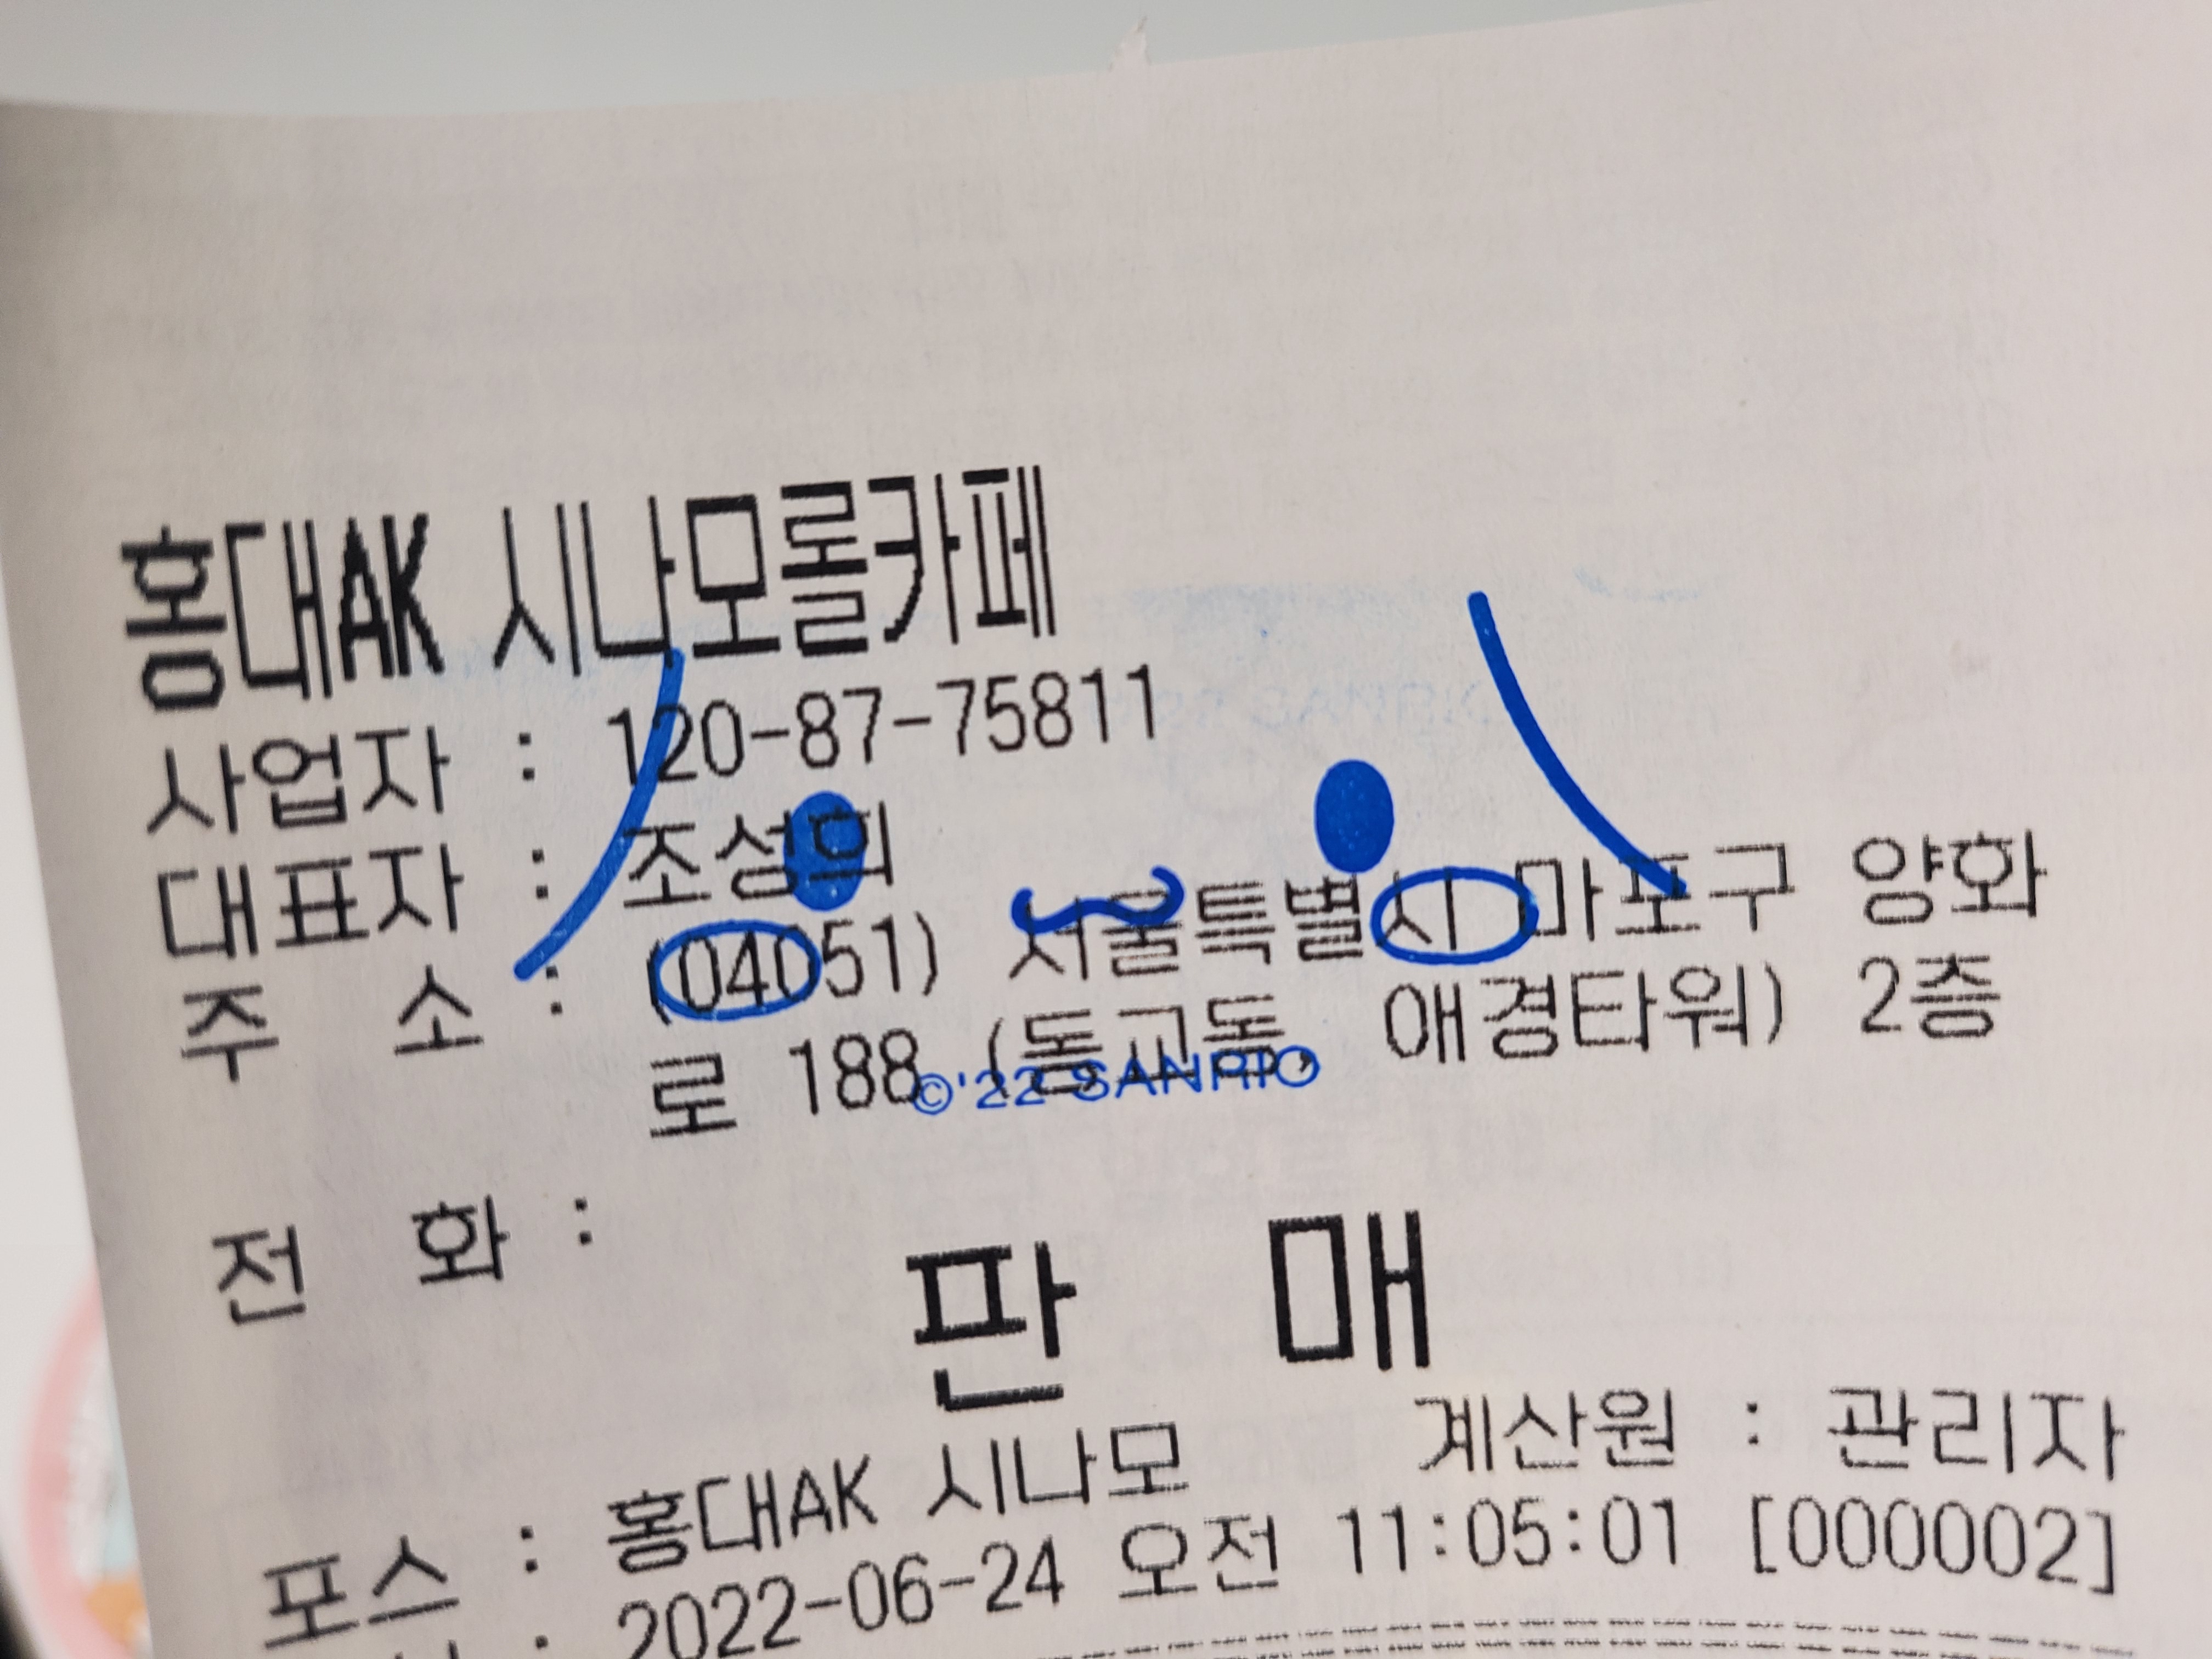 홍대AK 시나모롤카페
사업자 : 120-87-75811
대표자 : 조성의
주 소 : (04051) 서울특별시 마포구 양화
로 188 (동교동, 애경타워) 2층
©'22 SANRIO
전 화 :
판 매
포스 : 홍대AK 시나모 계산원 : 관리자
: 2022-06-24 오전 11:05:01 [000002]